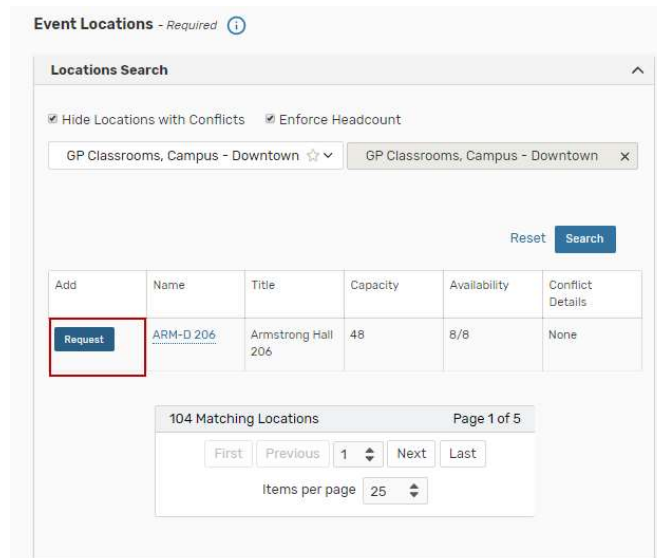 Event Locations - Required
Locations Search
Hide Locations with Conflicts Enforce Headcount
GP Classrooms, Campus - Downtown GP Classrooms, Campus - Downtown x
Reset Search
Add Name Title Capacity Availability Conflict Details
Request ARM-D 206 Armstrong Hall 206 48 8/8 None
104 Matching Locations Page 1 of 5
First Previous 1 Next Last
Items per page 25